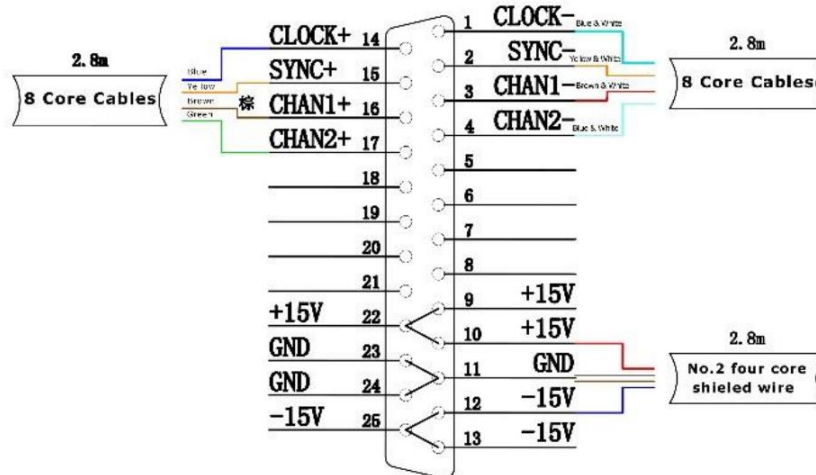 1 CLOCK- Blue & White
CLOCK+ 14
2.8m
Blue
2 SYNC- Yellow & White
2.8m
SYNC+ 15
Yellow
8 Core Cables
Brown
棕
CHAN1+ 16
3 CHAN1- Brown & White
8 Core Cables
Green
CHAN2+ 17
4 CHAN2- Blue & White
5
18
6
19
7
20
8
21
9 +15V
+15V 22
10 +15V
2.8m
GND 23
11 GND
No.2 four core
shieled wire
GND 24
12 -15V
-15V 25
13 -15V